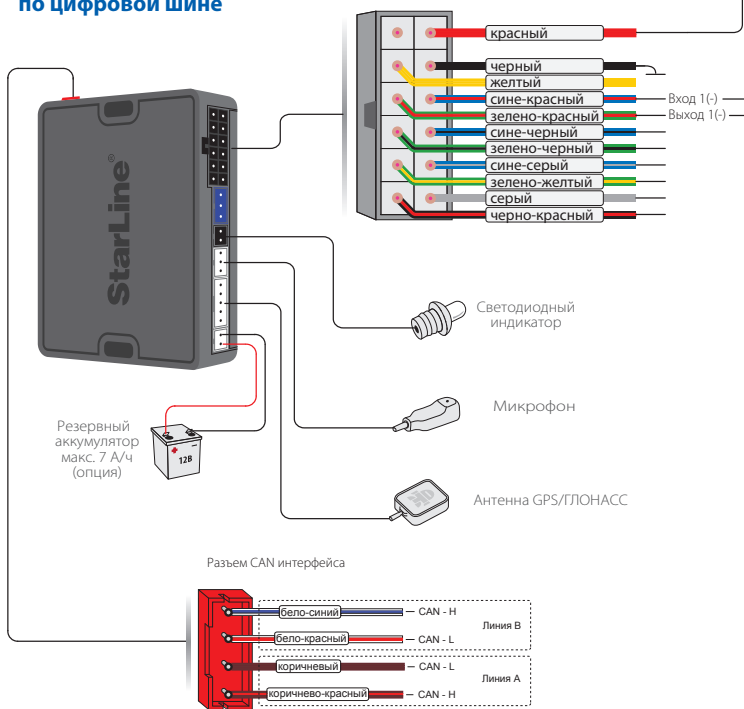 по цифровой шине
красный
черный
желтый
сине-красный
Вход 1(-)
зелено-красный
Выход 1(-)
сине-черный
зелено-черный
сине-серый
зелено-желтый
серый
черно-красный
StarLine®
Светодиодный
индикатор
Микрофон
Резервный
аккумулятор
макс. 7 А/ч
(опция)
12В
Антенна GPS/ГЛОНАСС
Разъем CAN интерфейса
бело-синий
CAN - H
Линия B
бело-красный
CAN - L
коричневый
CAN - L
Линия А
коричнево-красный
CAN - H